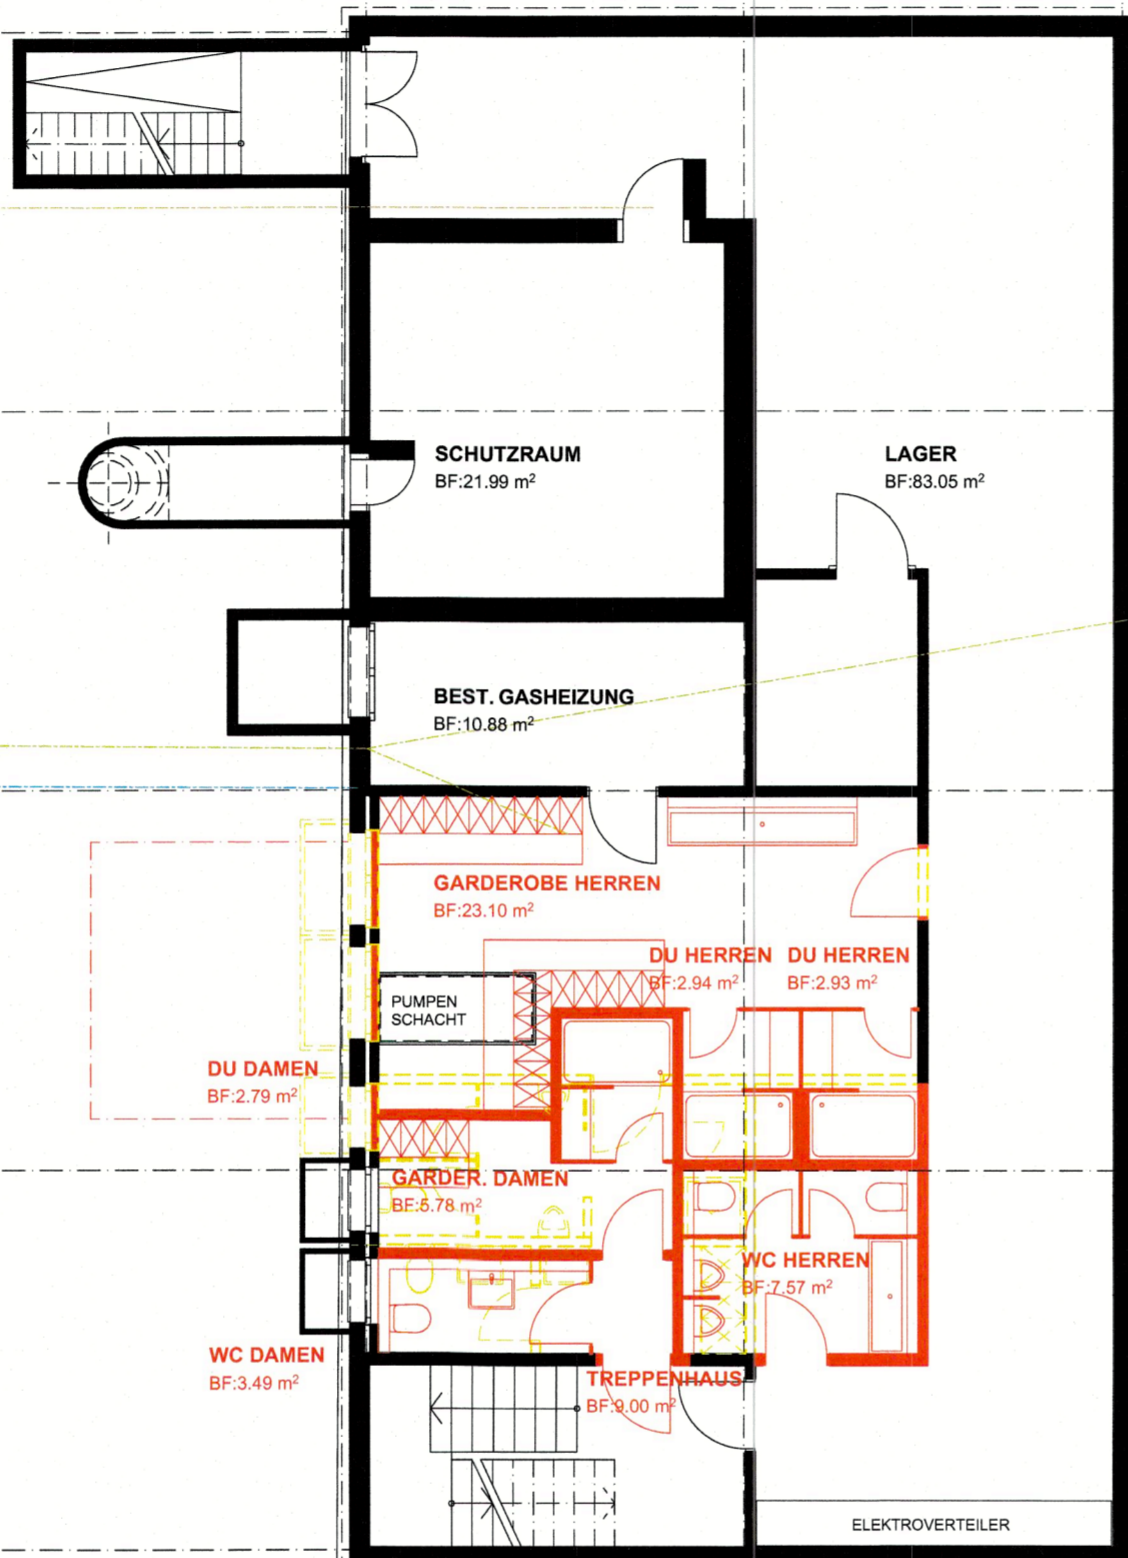 SCHUTZRAUM
BF:21.99 m²
LAGER
BF:83.05 m²
BEST. GASHEIZUNG
BF:10.88 m²
GARDEROBE HERREN
BF:23.10 m²
DU HERREN
BF:2.94 m²
DU HERREN
BF:2.93 m²
PUMPEN
SCHACHT
DU DAMEN
BF:2.79 m²
GARDER. DAMEN
BF:5.78 m²
WC HERREN
BF:7.57 m²
WC DAMEN
BF:3.49 m²
TREPPENHAUS
BF:9.00 m²
ELEKTROVERTEILER